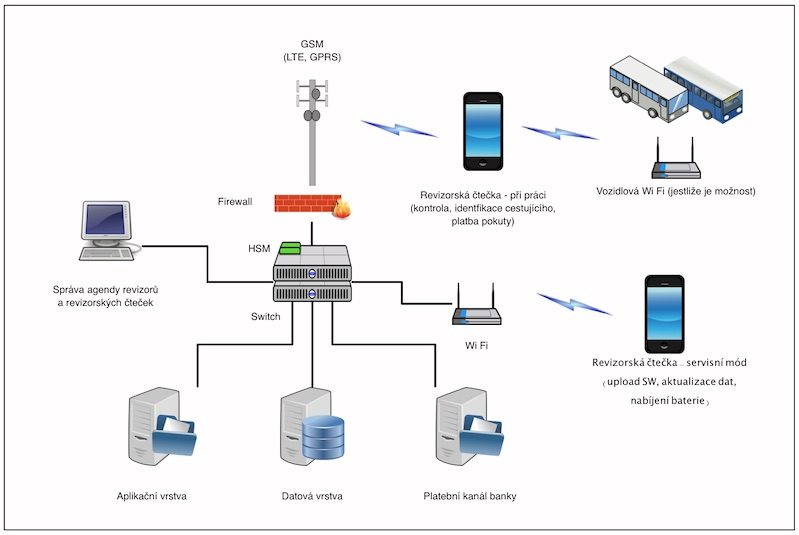 GSM
(LTE, GPRS)
Firewall
Revizorská čtečka - při práci
(kontrola, identfikace cestujícího,
platba pokuty)
Vozidlová Wi Fi (jestliže je možnost)
HSM
Správa agendy revizorů
a revizorských čteček
Switch
Wi Fi
Revizorská čtečka - servisní mód
(upload SW, aktualizace dat,
nabíjení baterie)
Aplikační vrstva
Datová vrstva
Platební kanál banky